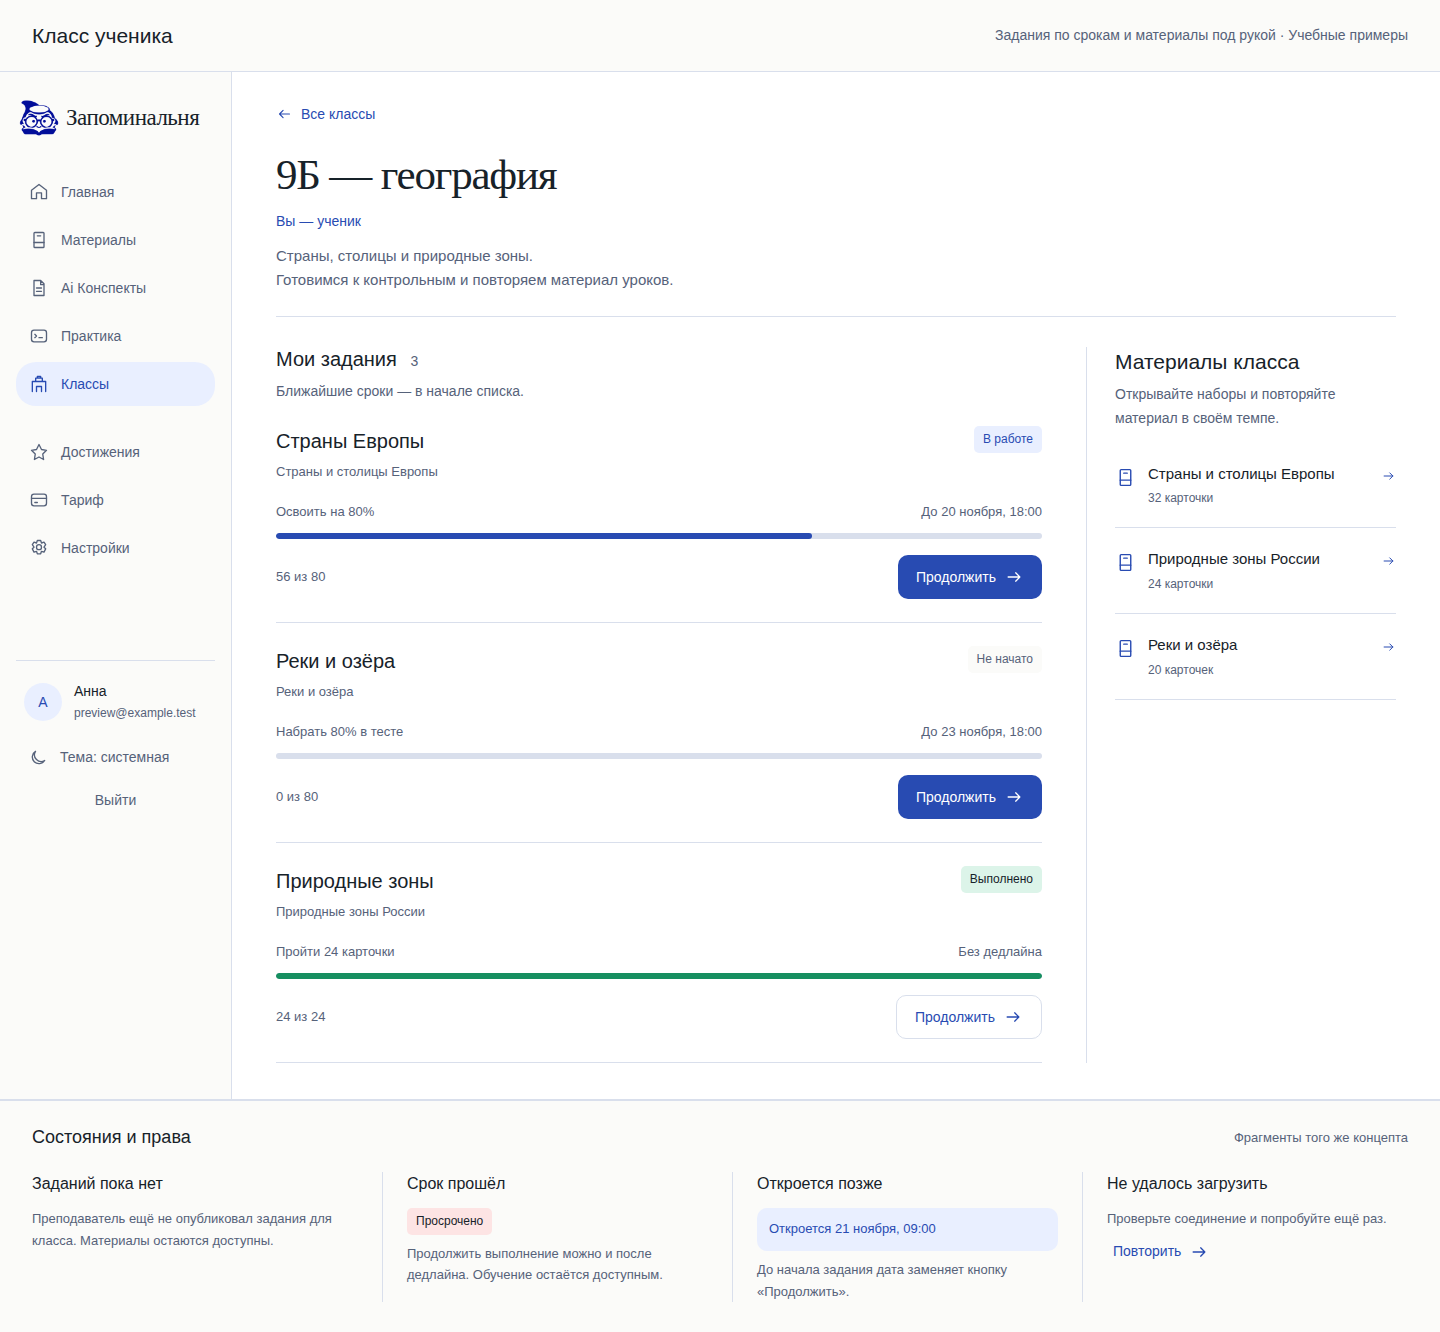 Класс ученика
Задания по срокам и материалы под рукой · Учебные примеры
Запоминальня
Главная
Материалы
Ai Конспекты
Практика
Классы
Достижения
Тариф
Настройки
А
Анна
preview@example.test
Тема: системная
Выйти
Все классы
9Б — география
Вы — ученик
Страны, столицы и природные зоны.
Готовимся к контрольным и повторяем материал уроков.
Мои задания 3
Ближайшие сроки — в начале списка.
Страны Европы
В работе
Страны и столицы Европы
Освоить на 80%
До 20 ноября, 18:00
56 из 80
Продолжить
Реки и озёра
Не начато
Реки и озёра
Набрать 80% в тесте
До 23 ноября, 18:00
0 из 80
Продолжить
Природные зоны
Выполнено
Природные зоны России
Пройти 24 карточки
Без дедлайна
24 из 24
Продолжить
Материалы класса
Открывайте наборы и повторяйте
материал в своём темпе.
Страны и столицы Европы
32 карточки
Природные зоны России
24 карточки
Реки и озёра
20 карточек
Состояния и права
Фрагменты того же концепта
Заданий пока нет
Преподаватель ещё не опубликовал задания для
класса. Материалы остаются доступны.
Срок прошёл
Просрочено
Продолжить выполнение можно и после
дедлайна. Обучение остаётся доступным.
Откроется позже
Откроется 21 ноября, 09:00
До начала задания дата заменяет кнопку
«Продолжить».
Не удалось загрузить
Проверьте соединение и попробуйте ещё раз.
Повторить